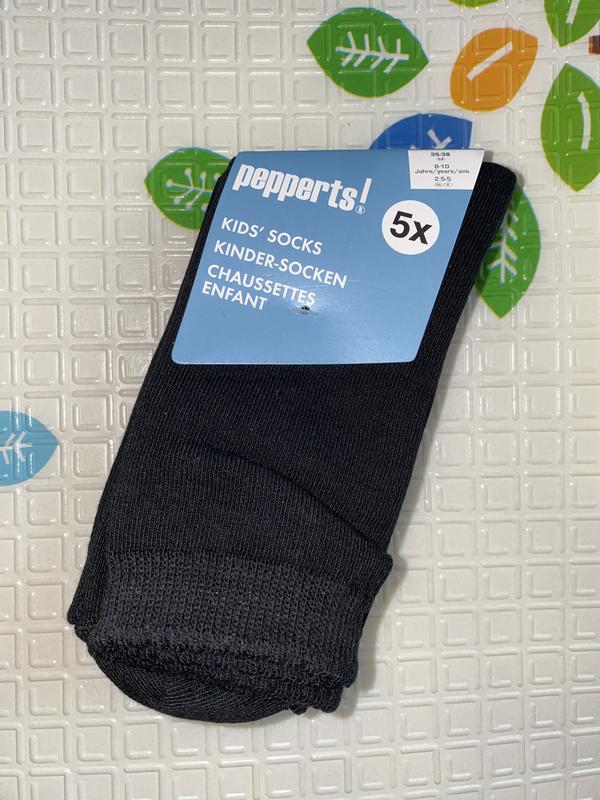 pepperts!
®
35-38
8-10
Jahre/years/ans
2.5-5
5x
KIDS' SOCKS
KINDER-SOCKEN
CHAUSSETTES
ENFANT